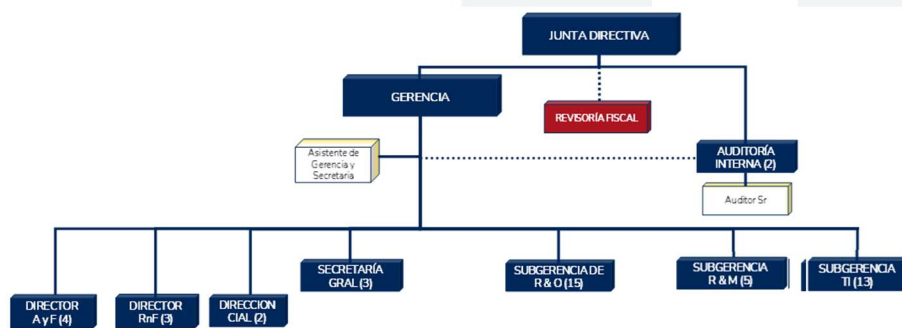 JUNTA DIRECTIVA
GERENCIA
REVISORÍA FISCAL
Asistente de
Gerencia y
Secretaria
AUDITORÍA
INTERNA (2)
Auditor Sr
DIRECTOR
A y F (4)
DIRECTOR
RnF (3)
DIRECCION
CIAL (2)
SECRETARÍA
GRAL (3)
SUBGERENCIA DE
R & O (15)
SUBGERENCIA
R & M (5)
SUBGERENCIA
TI (13)